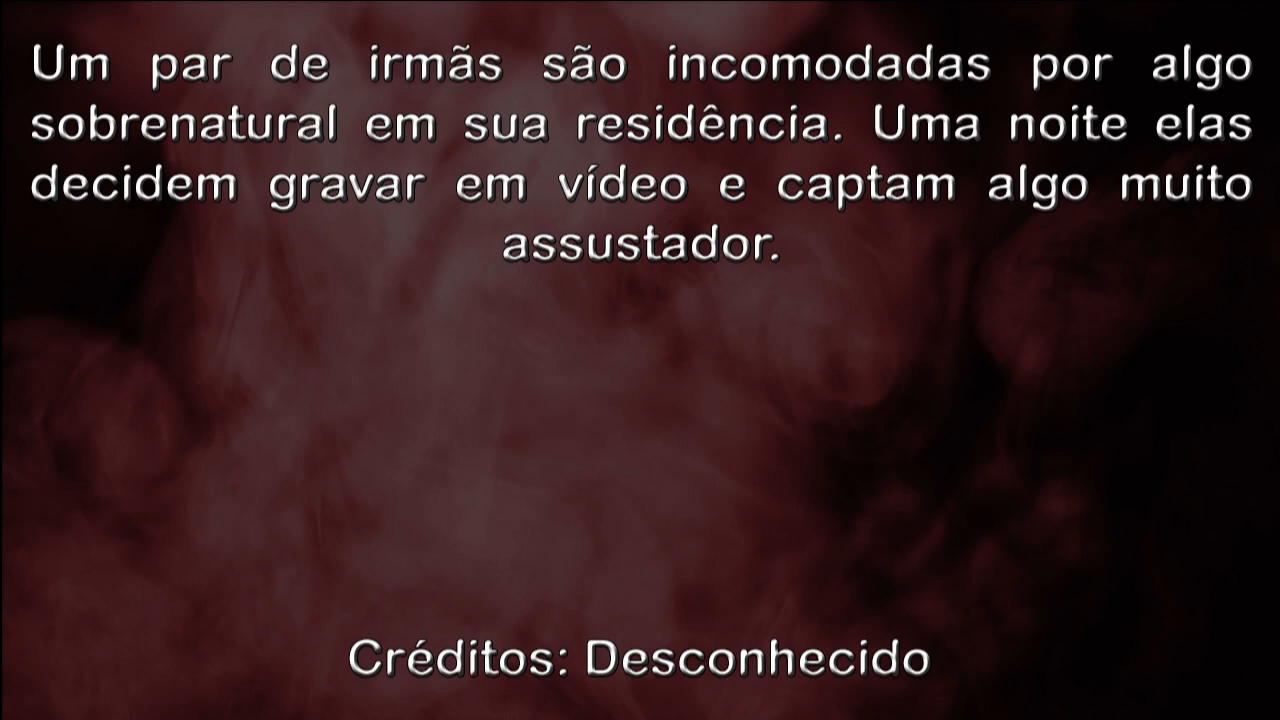 Um par de irmãs são incomodadas por algo
sobrenatural em sua residência. Uma noite elas
decidem gravar em vídeo e captam algo muito
assustador.
Créditos: Desconhecido